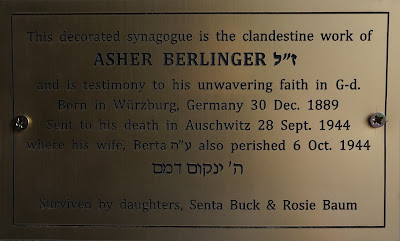 This decorated synagogue is the clandestine work of
ASHER BERLINGER ז"ל
and is testimony to his unwavering faith in G-d.
Born in Würzburg, Germany 30 Dec. 1889
Sent to his death in Auschwitz 28 Sept. 1944
where his wife, Berta ע"ה also perished 6 Oct. 1944
ה' ינקום דמם
Survived by daughters, Senta Buck & Rosie Baum